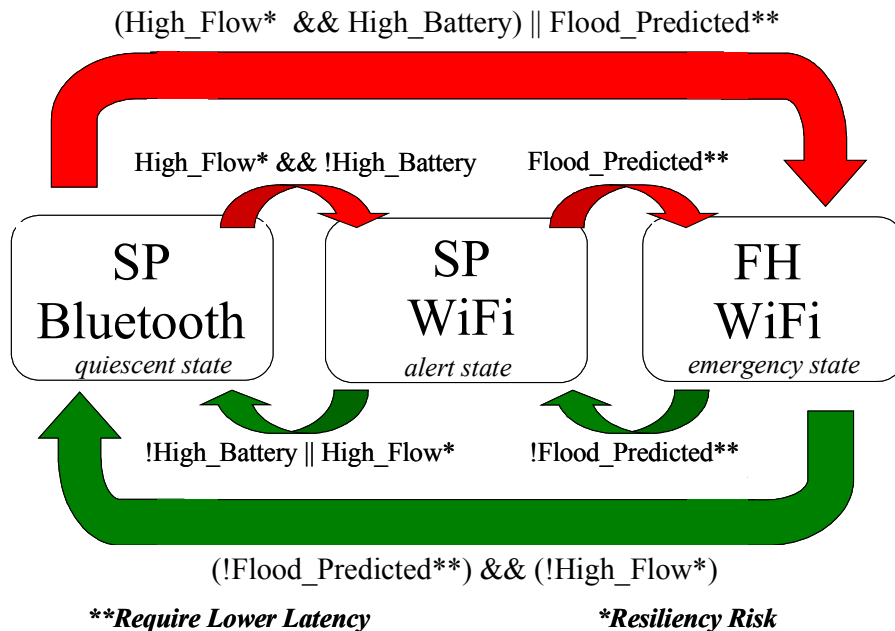 (High_Flow* && High_Battery) || Flood_Predicted**
High_Flow* && !High_Battery
Flood_Predicted**
SP
Bluetooth
quiescent state
SP
WiFi
alert state
FH
WiFi
emergency state
!High_Battery || High_Flow*
!Flood_Predicted**
(!Flood_Predicted**) && (!High_Flow*)
**Require Lower Latency
*Resiliency Risk